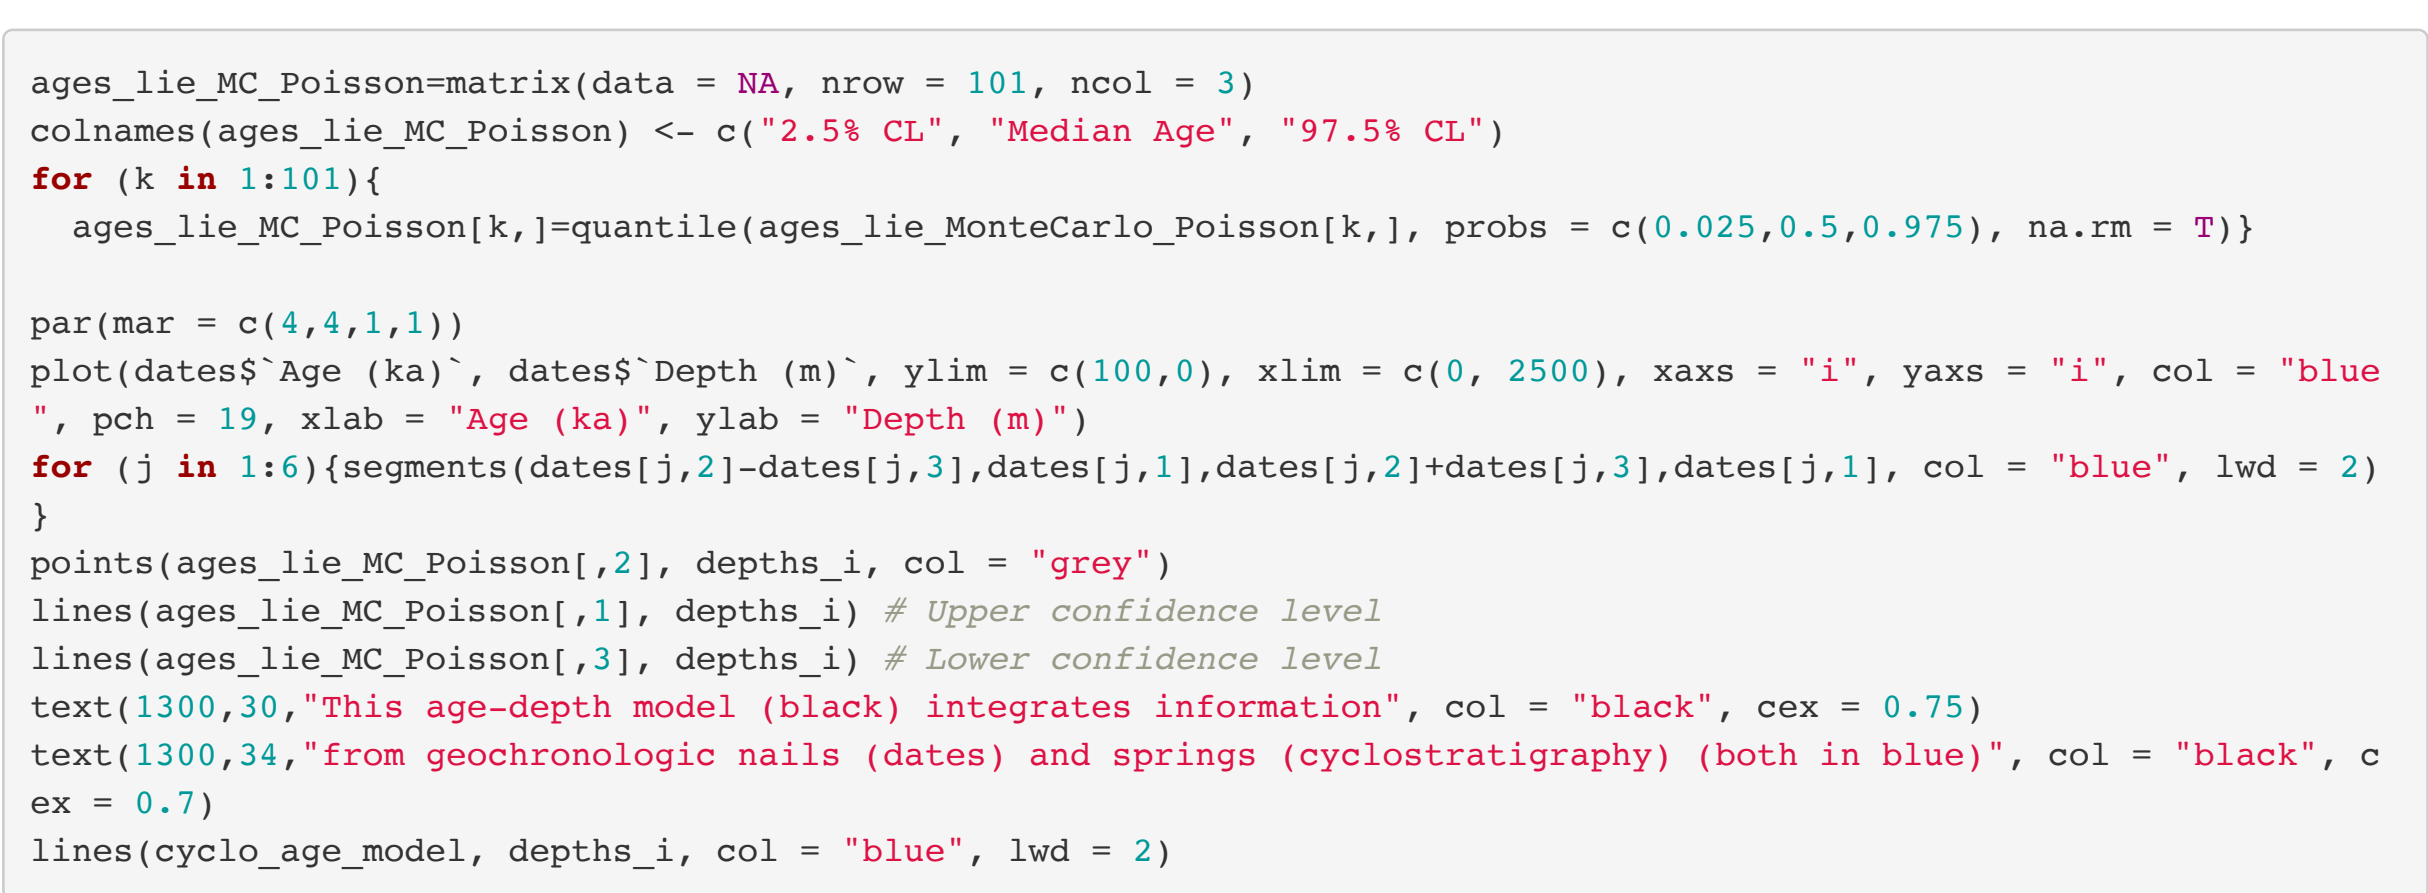 ages_lie_MC_Poisson=matrix(data = NA, nrow = 101, ncol = 3)
colnames(ages_lie_MC_Poisson) <- c("2.5% CL", "Median Age", "97.5% CL")
for (k in 1:101){
  ages_lie_MC_Poisson[k,]=quantile(ages_lie_MonteCarlo_Poisson[k,], probs = c(0.025,0.5,0.975), na.rm = T)}

par(mar = c(4,4,1,1))
plot(dates$`Age (ka)`, dates$`Depth (m)`, ylim = c(100,0), xlim = c(0, 2500), xaxs = "i", yaxs = "i", col = "blue
", pch = 19, xlab = "Age (ka)", ylab = "Depth (m)")
for (j in 1:6){segments(dates[j,2]-dates[j,3],dates[j,1],dates[j,2]+dates[j,3],dates[j,1], col = "blue", lwd = 2)
}
points(ages_lie_MC_Poisson[,2], depths_i, col = "grey")
lines(ages_lie_MC_Poisson[,1], depths_i) # Upper confidence level
lines(ages_lie_MC_Poisson[,3], depths_i) # Lower confidence level
text(1300,30,"This age-depth model (black) integrates information", col = "black", cex = 0.75)
text(1300,34,"from geochronologic nails (dates) and springs (cyclostratigraphy) (both in blue)", col = "black", c
ex = 0.7)
lines(cyclo_age_model, depths_i, col = "blue", lwd = 2)